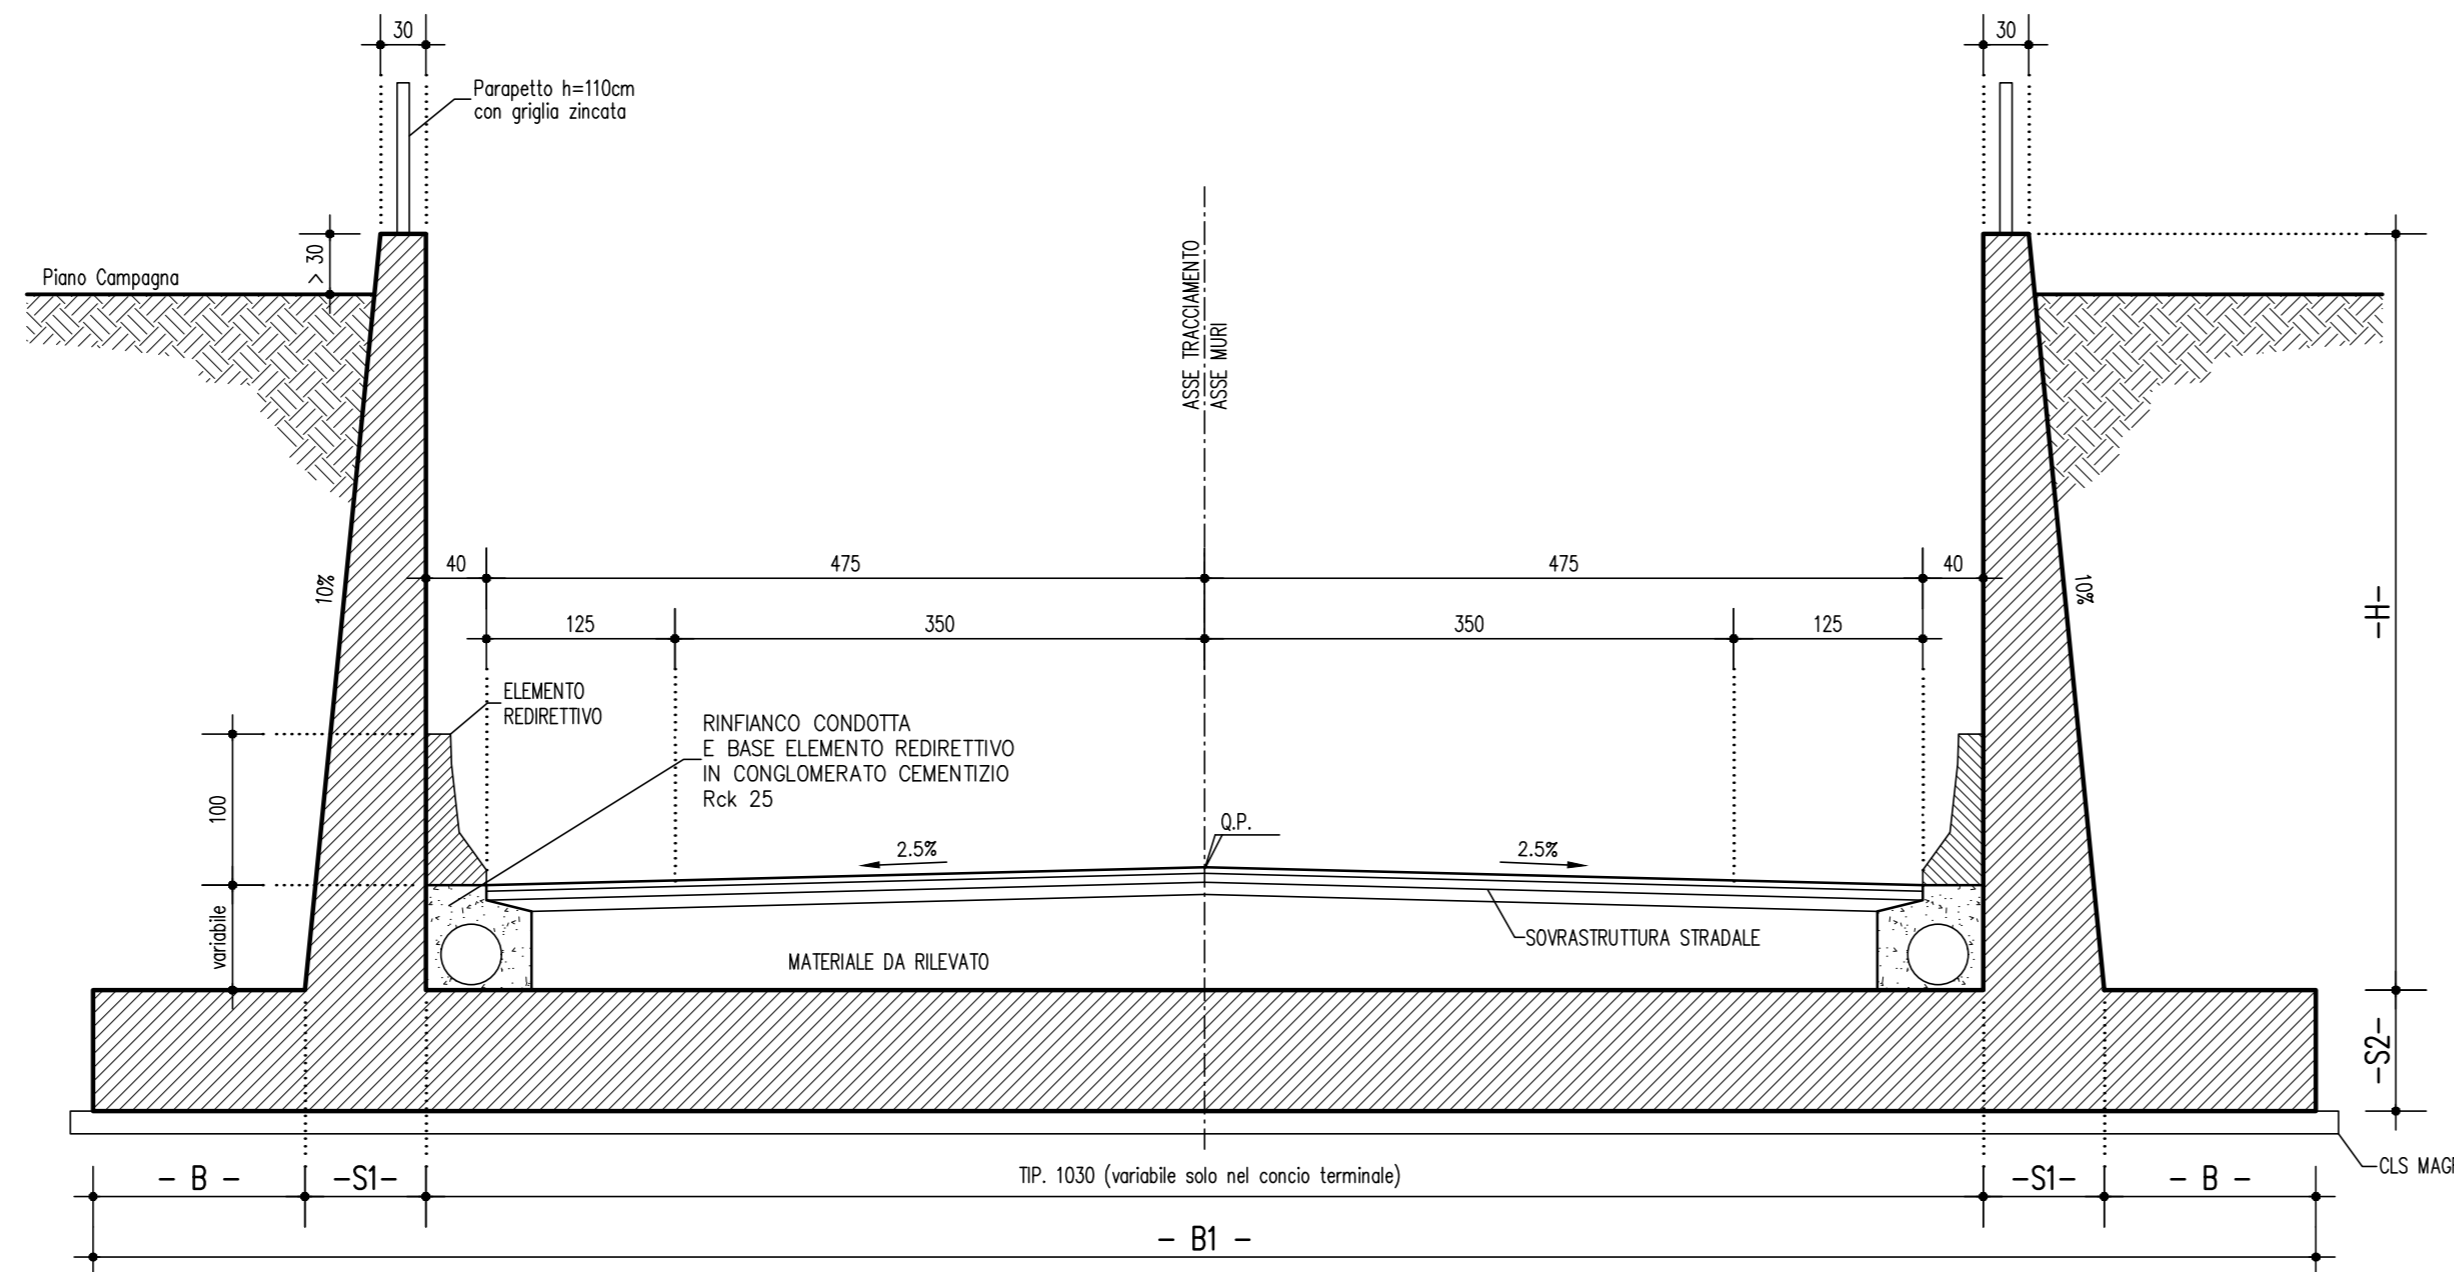 30
30
Parapetto h=110cm
con griglia zincata
> 30
Piano Campagna
ASSE TRACCIAMENTO
ASSE MURI
40
475
475
40
10%
10%
-H-
125
350
350
125
ELEMENTO
REDIRETTIVO
RINFIANCO CONDOTTA
E BASE ELEMENTO REDIRETTIVO
IN CONGLOMERATO CEMENTIZIO
Rck 25
100
Q.P.
2.5%
2.5%
variabile
SOVRASTRUTTURA STRADALE
MATERIALE DA RILEVATO
-S2-
- B -
-S1-
TIP. 1030 (variabile solo nel concio terminale)
-S1-
- B -
CLS
- B1 -